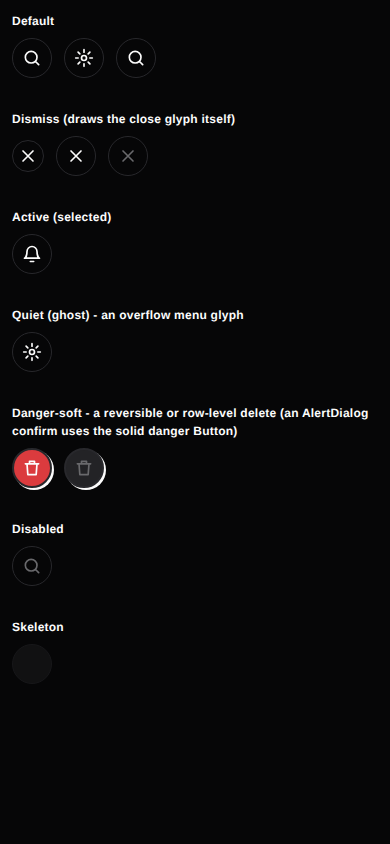 Default
Dismiss (draws the close glyph itself)
Active (selected)
Quiet (ghost) - an overflow menu glyph
Danger-soft - a reversible or row-level delete (an AlertDialog
confirm uses the solid danger Button)
Disabled
Skeleton